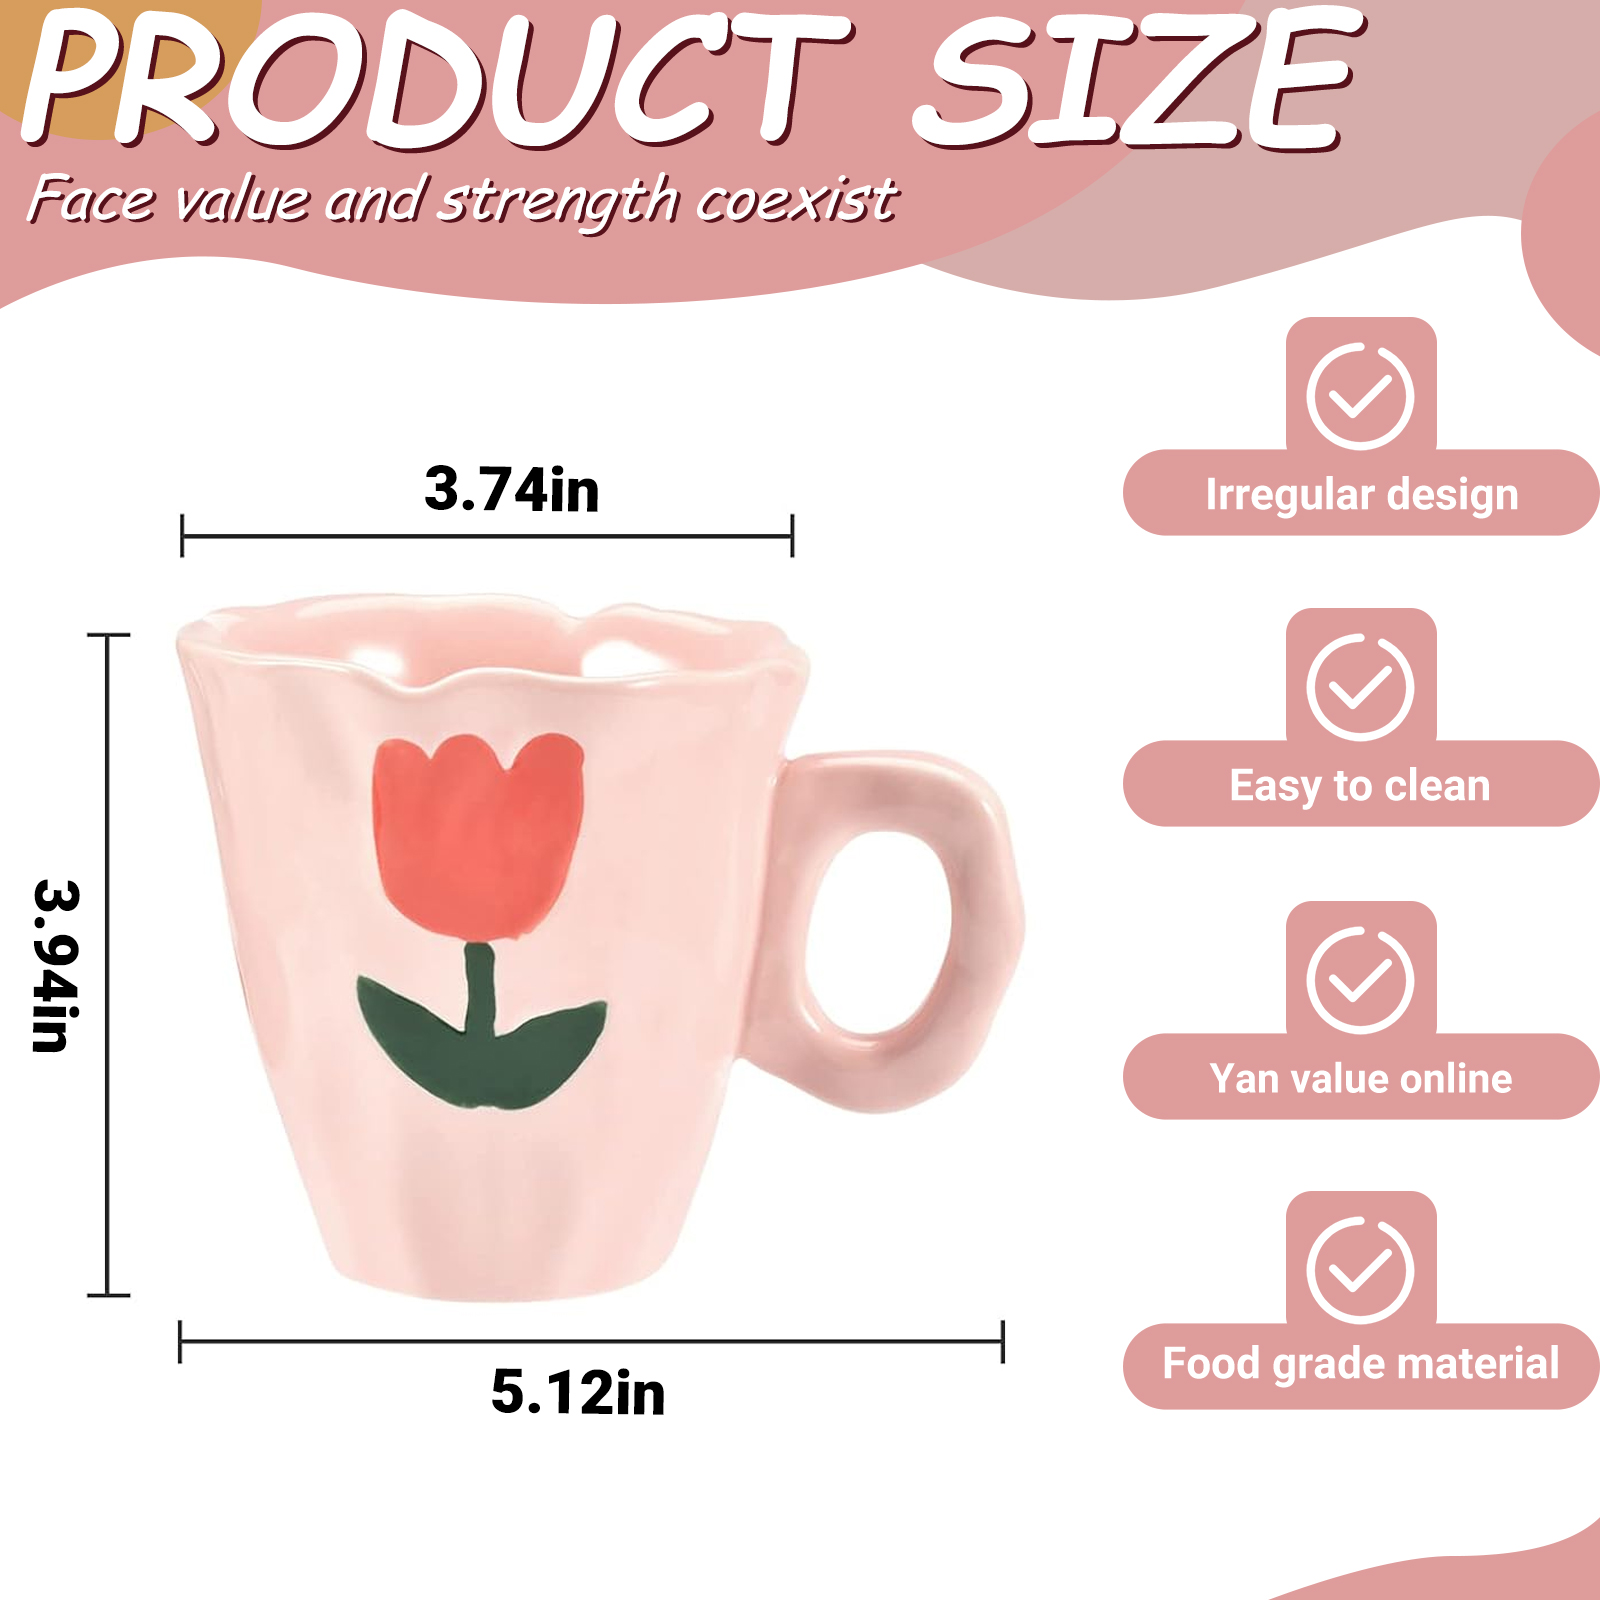 PRODUCT SIZE
Face value and strength coexist
3.74in
3.94in
5.12in
Irregular design
Easy to clean
Yan value online
Food grade material